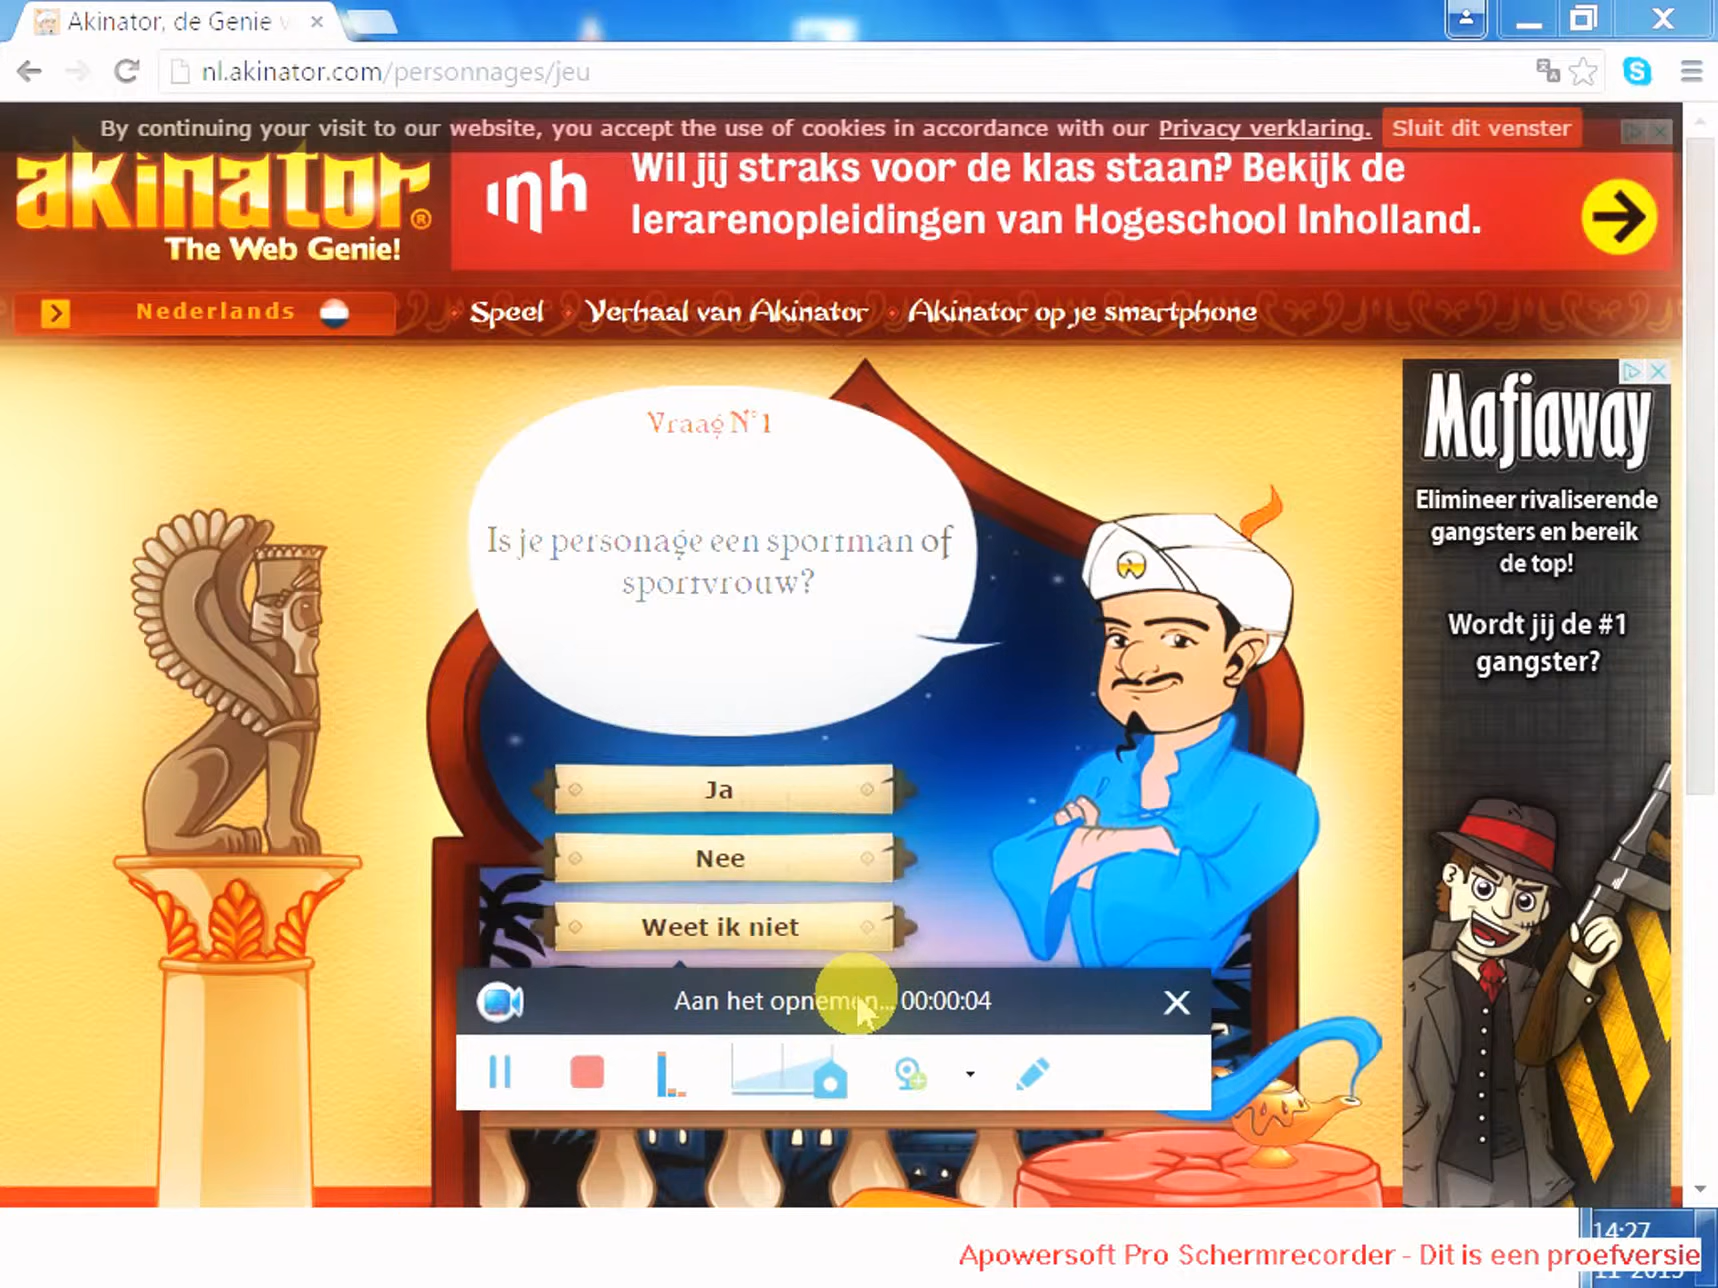 Akinator, de Genie v
nl.akinator.com/personnages/jeu
By continuing your visit to our website, you accept the use of cookies in accordance with our Privacy verklaring. Sluit dit venster
akinator®
The Web Genie!
inh
Wil jij straks voor de klas staan? Bekijk de
lerarenopleidingen van Hogeschool Inholland.
Nederlands
Speel
Verhaal van Akinator
Akinator op je smartphone
Vraag N°1
Is je personage een sportman of
sportvrouw?
Ja
Nee
Weet ik niet
Aan het opnemen... 00:00:04
Mafiaway
Elimineer rivaliserende
gangsters en bereik
de top!
Wordt jij de #1
gangster?
14:27
Apowersoft Pro Schermrecorder - Dit is een proefversie